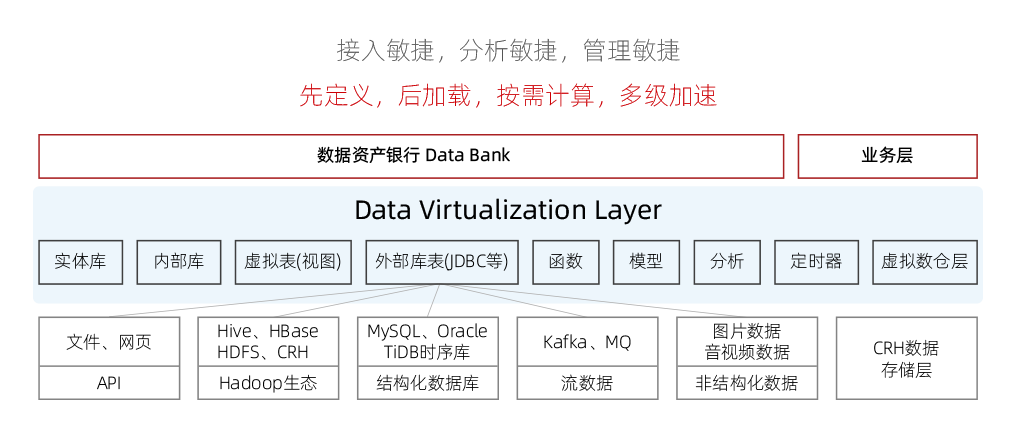 接入敏捷，分析敏捷，管理敏捷
先定义，后加载，按需计算，多级加速
数据资产银行 Data Bank
业务层
Data Virtualization Layer
实体库
内部库
虚拟表(视图)
外部库表(JDBC等)
函数
模型
分析
定时器
虚拟数仓层
文件、网页
API
Hive、HBase
HDFS、CRH
Hadoop生态
MySQL、Oracle
TiDB时序库
结构化数据库
Kafka、MQ
流数据
图片数据
音视频数据
非结构化数据
CRH数据
存储层